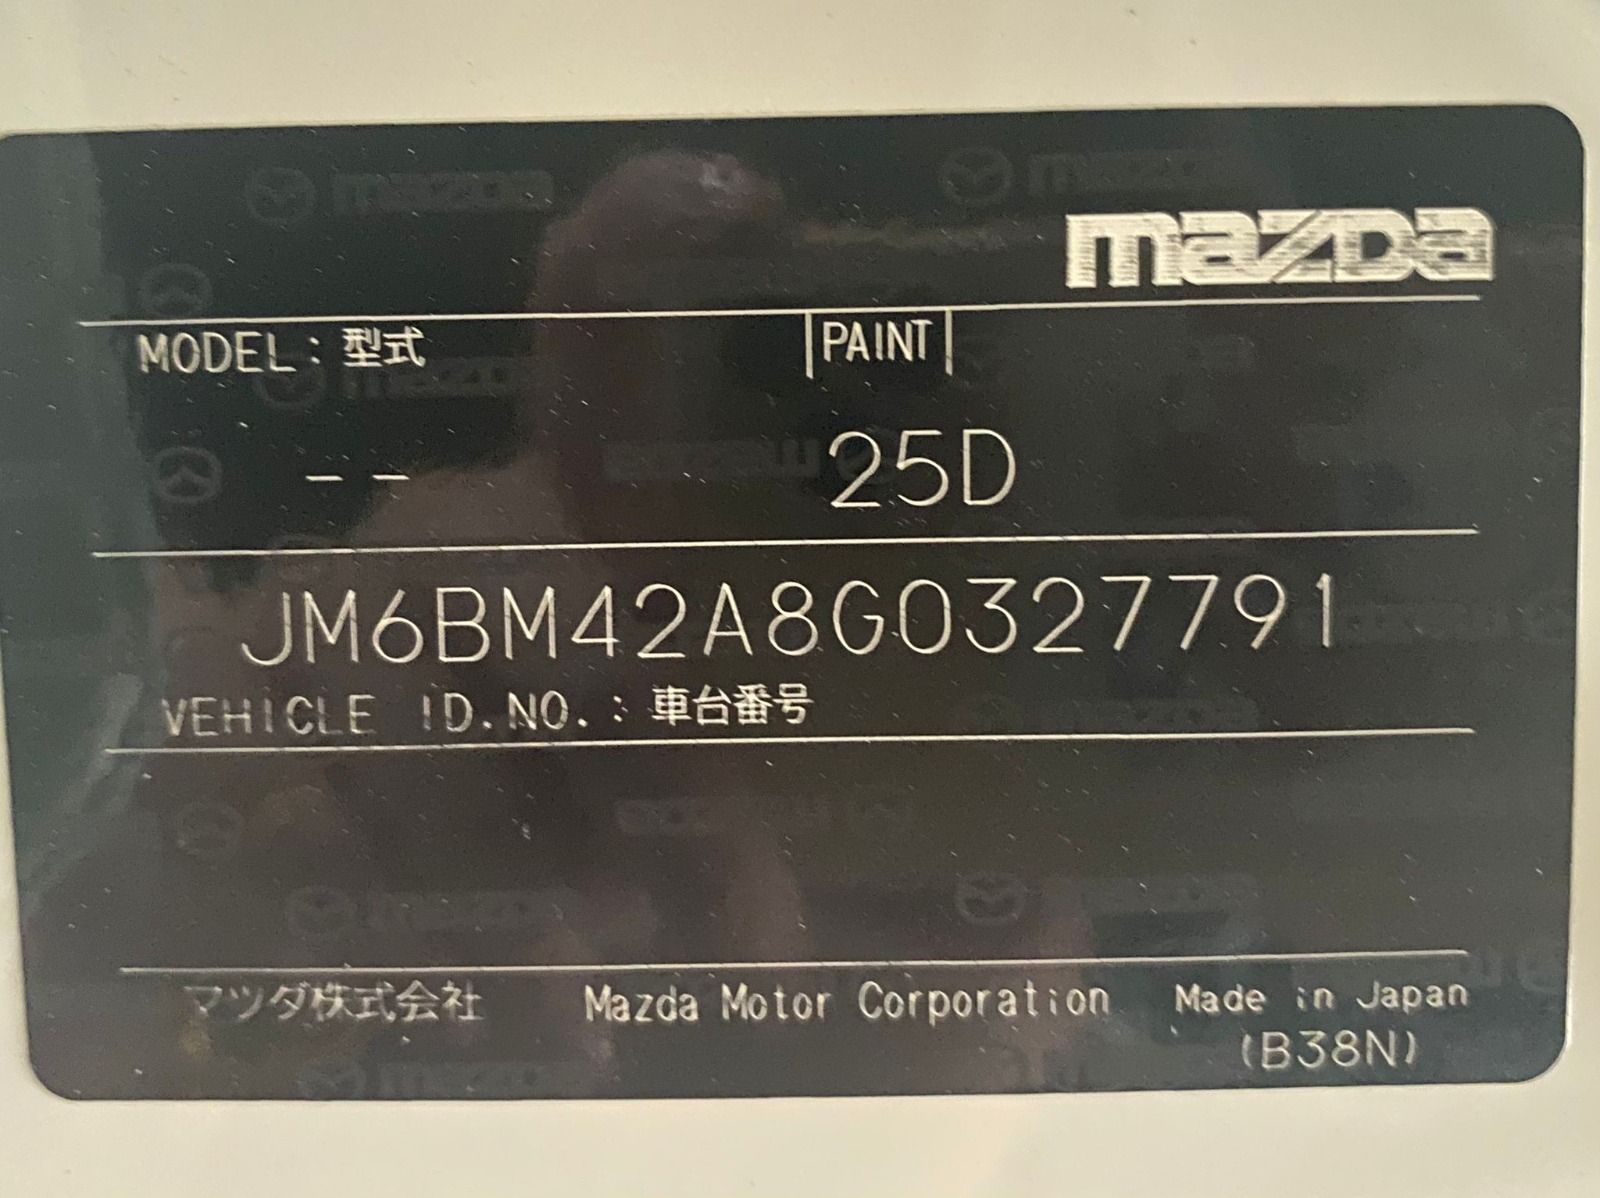 mazda
MODEL: 型式 |PAINT|
-- 25D
JM6BM42A8G0327791
VEHICLE ID.NO.: 車台番号
マツダ株式会社 Mazda Motor Corporation Made in Japan
(B38N)